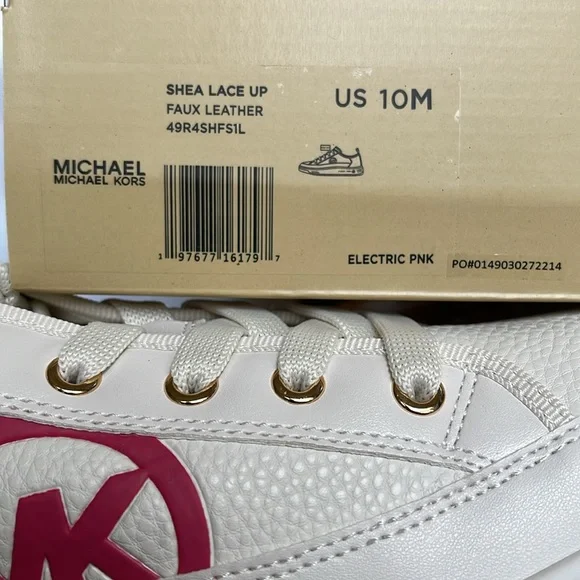 SHEA LACE UP
FAUX LEATHER
49R4SHFS1L
US 10M
MICHAEL
MICHAEL KORS
1 97677 16179 7
ELECTRIC PNK
PO#0149030272214
K